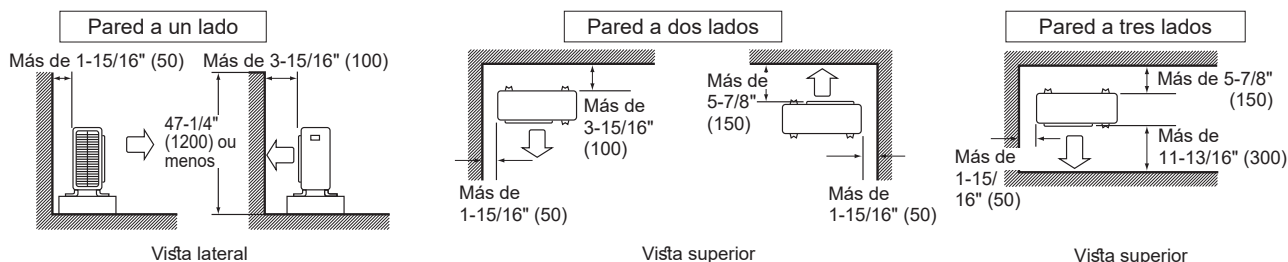 Pared a un lado
Más de 1-15/16" (50)
Más de 3-15/16" (100)
47-1/4"
(1200) ou
menos
Vista lateral
Pared a dos lados
Más de
3-15/16"
(100)
Más de
1-15/16" (50)
Más de
5-7/8"
(150)
Más de
1-15/16" (50)
Vista superior
Pared a tres lados
Más de 5-7/8"
(150)
Más de
11-13/16" (300)
Más de
1-15/
16" (50)
Vista superior